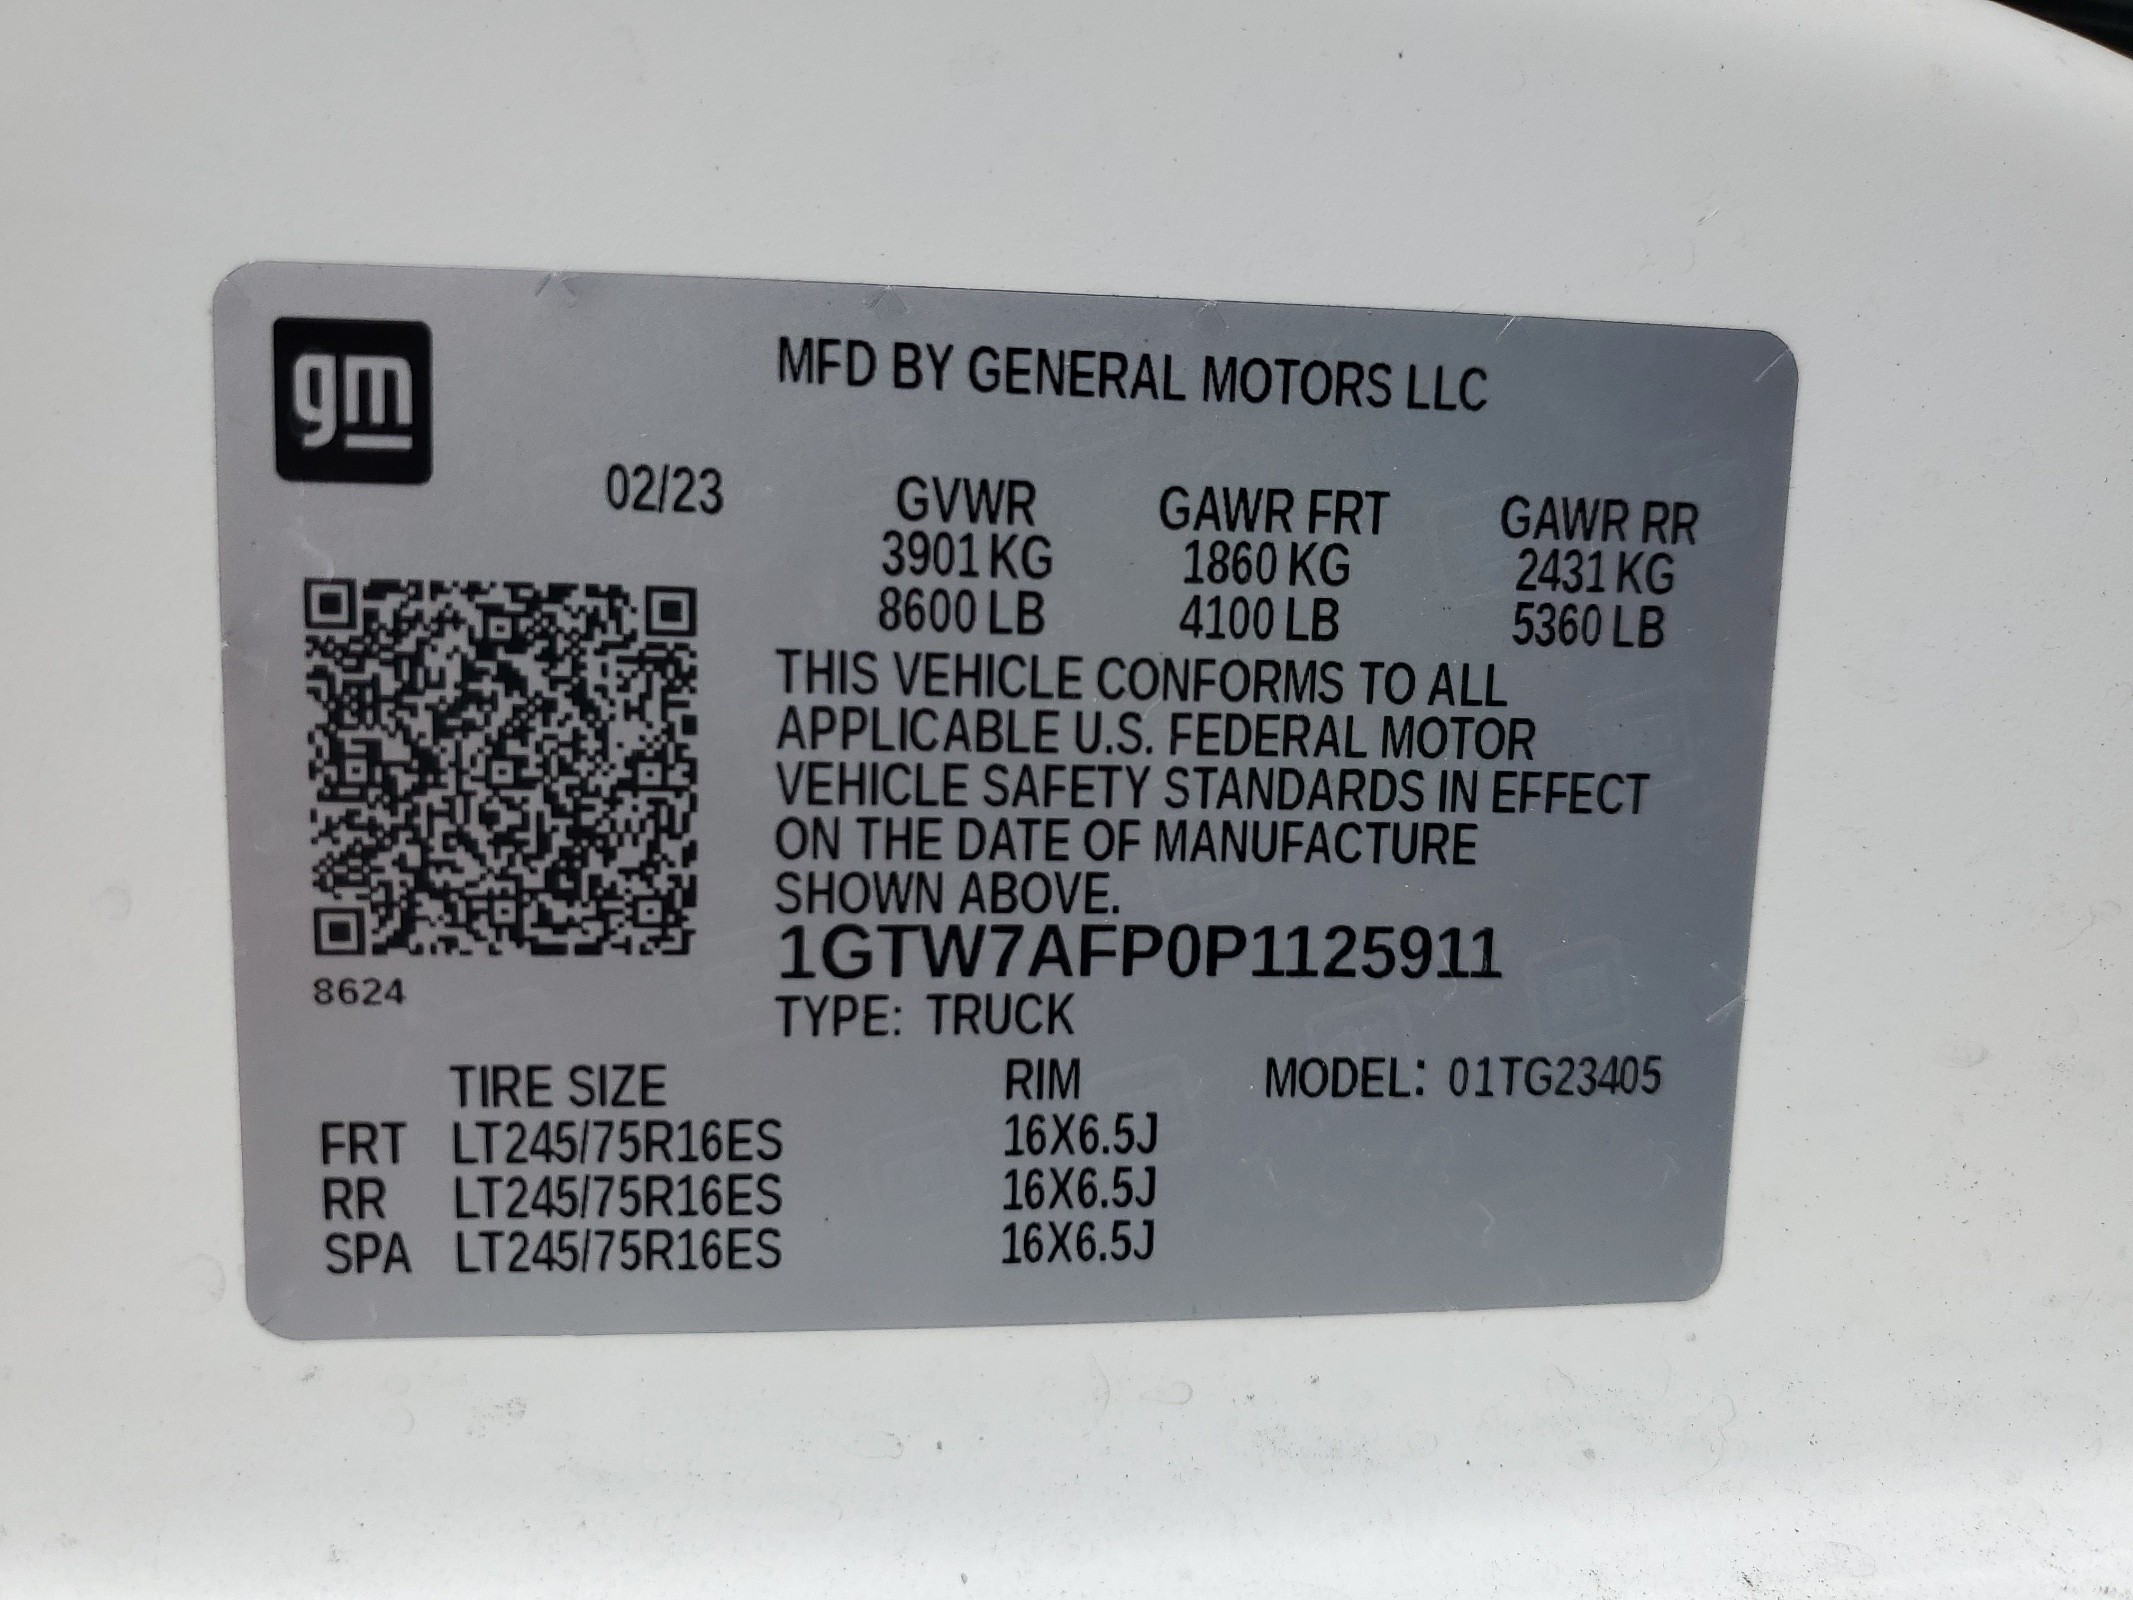 gm
MFD BY GENERAL MOTORS LLC
02/23 GVWR GAWR FRT GAWR RR
3901 KG 1860 KG 2431 KG
8600 LB 4100 LB 5360 LB
THIS VEHICLE CONFORMS TO ALL
APPLICABLE U.S. FEDERAL MOTOR
VEHICLE SAFETY STANDARDS IN EFFECT
ON THE DATE OF MANUFACTURE
SHOWN ABOVE.
1GTW7AFP0P1125911
8624
TYPE: TRUCK
TIRE SIZE RIM MODEL: 01TG23405
FRT LT245/75R16ES 16X6.5J
RR LT245/75R16ES 16X6.5J
SPA LT245/75R16ES 16X6.5J